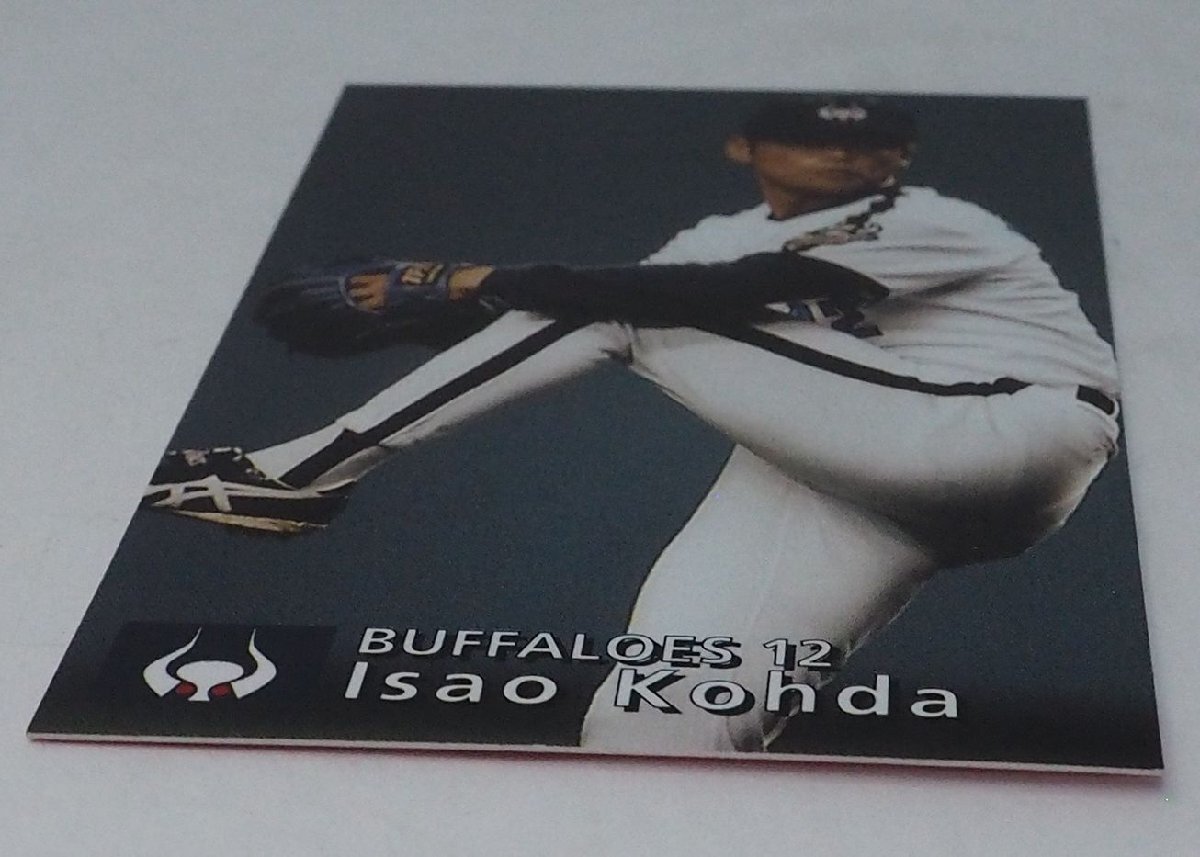 BUFFALOES 12
Isao Kohda